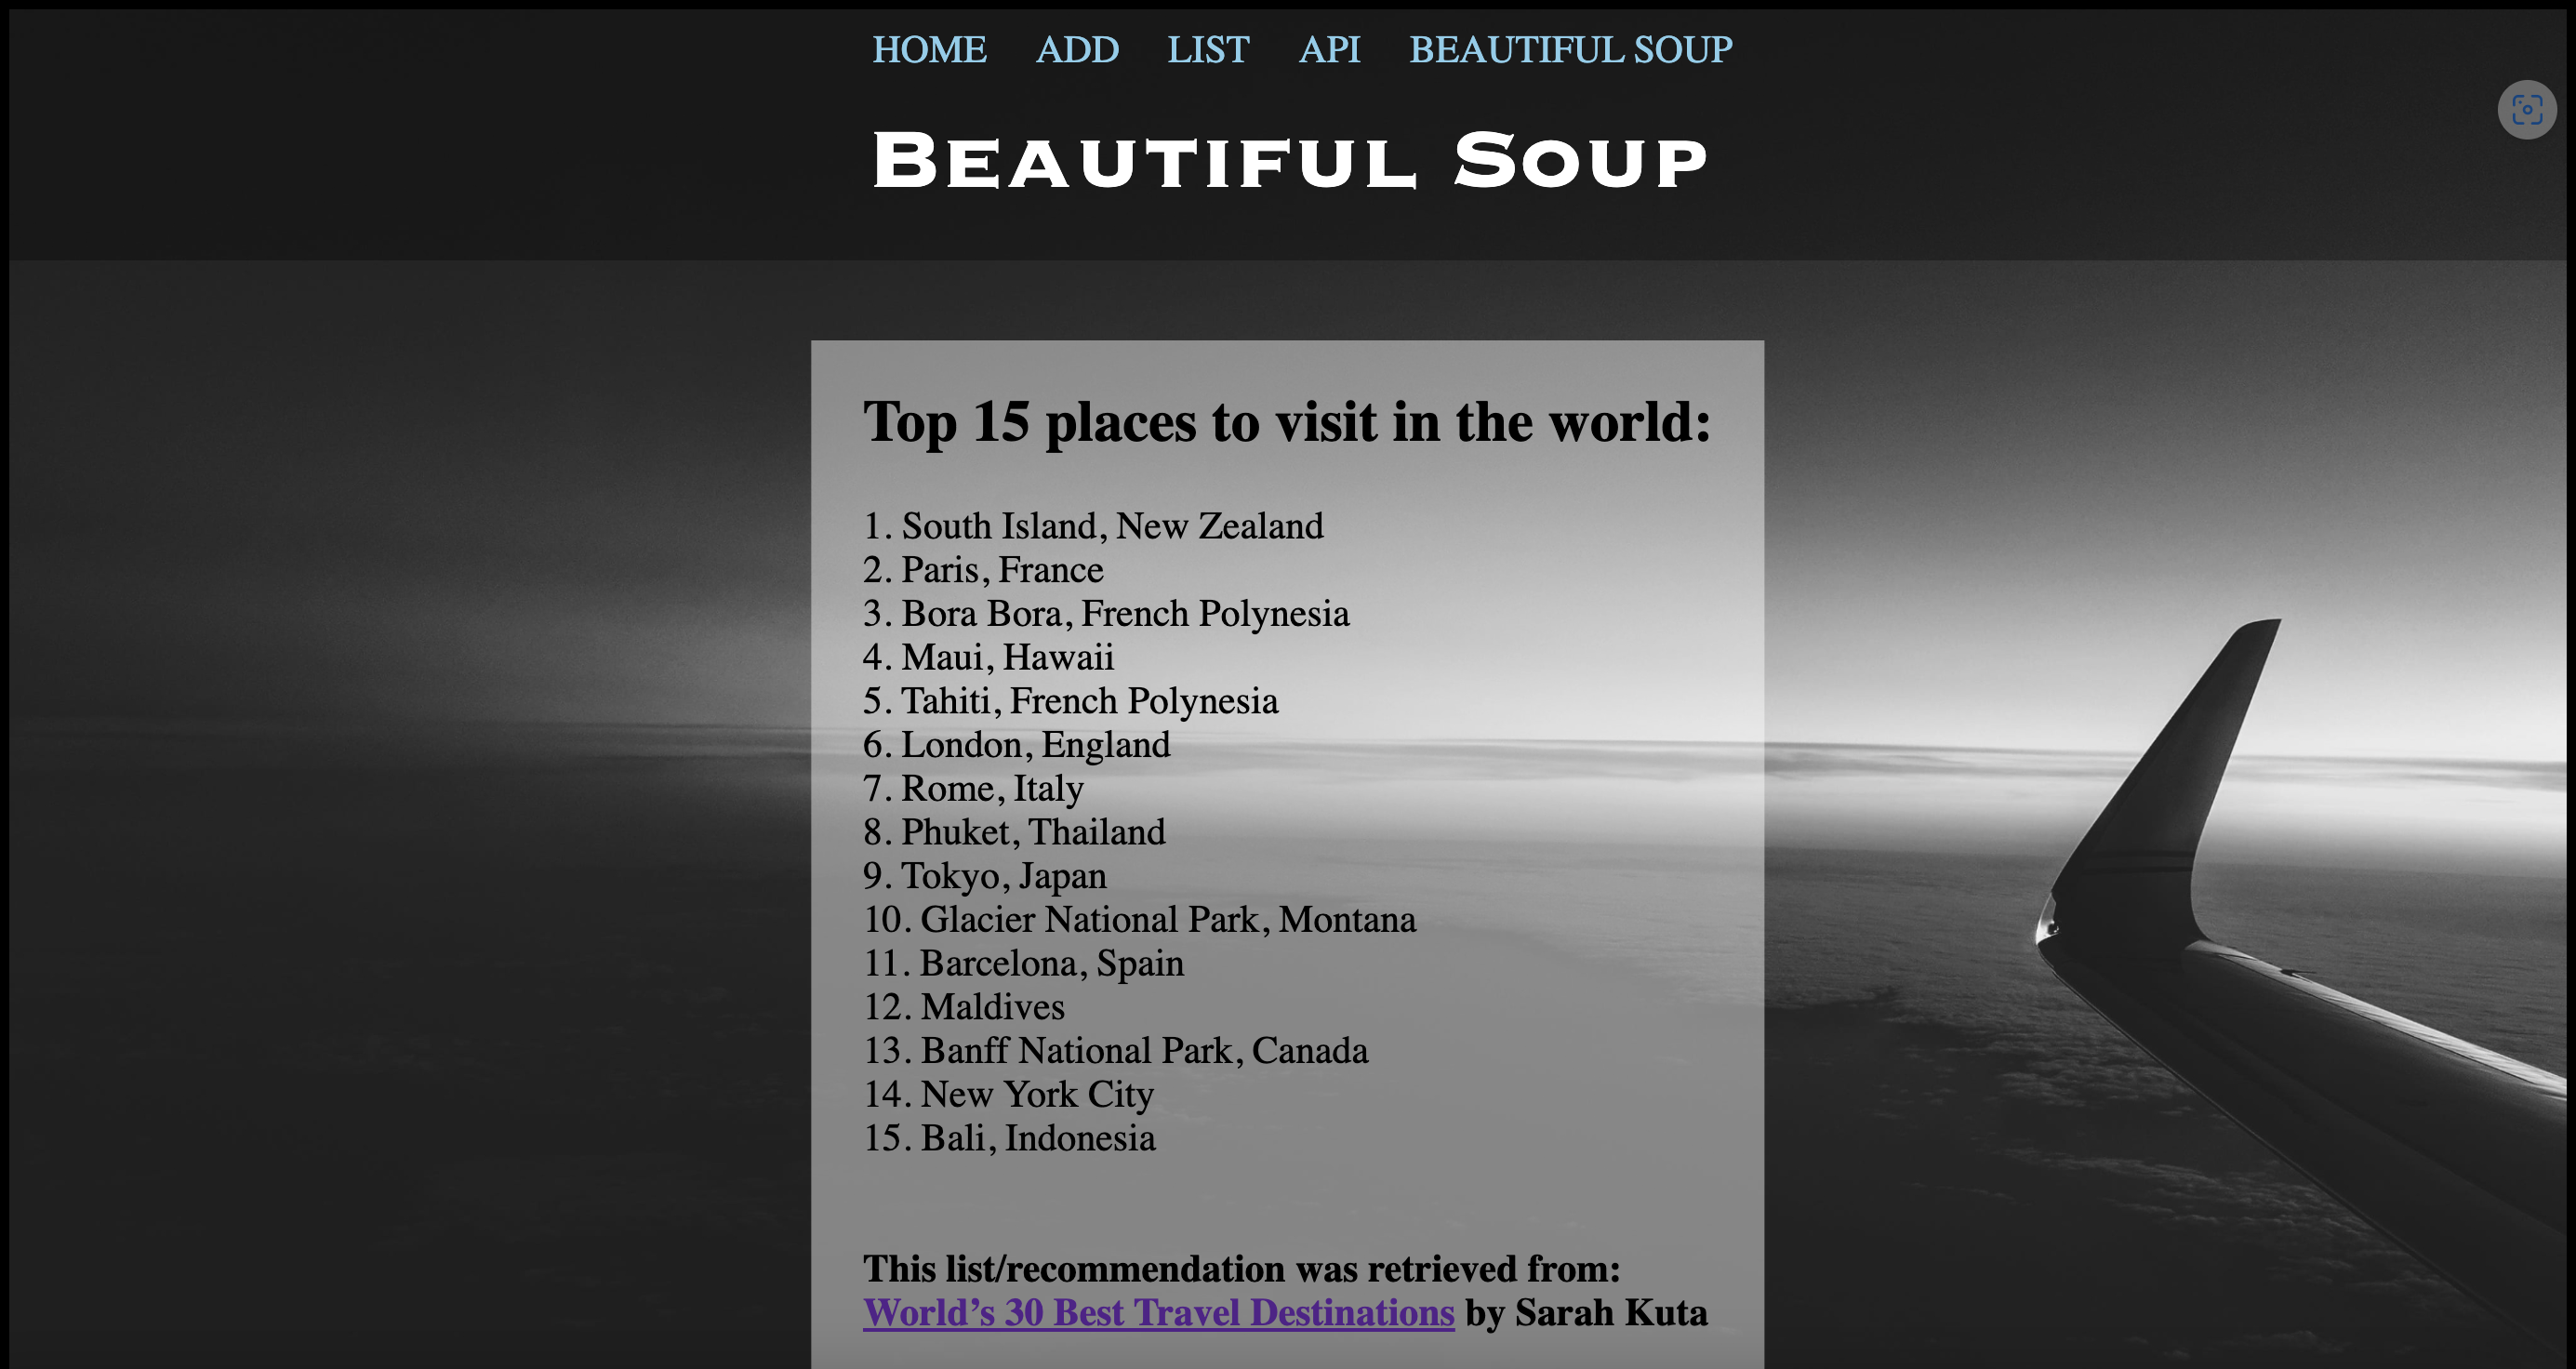 HOME ADD LIST API BEAUTIFUL SOUP
Beautiful Soup
Top 15 places to visit in the world:
1. South Island, New Zealand
2. Paris, France
3. Bora Bora, French Polynesia
4. Maui, Hawaii
5. Tahiti, French Polynesia
6. London, England
7. Rome, Italy
8. Phuket, Thailand
9. Tokyo, Japan
10. Glacier National Park, Montana
11. Barcelona, Spain
12. Maldives
13. Banff National Park, Canada
14. New York City
15. Bali, Indonesia
This list/recommendation was retrieved from:
World’s 30 Best Travel Destinations by Sarah Kuta